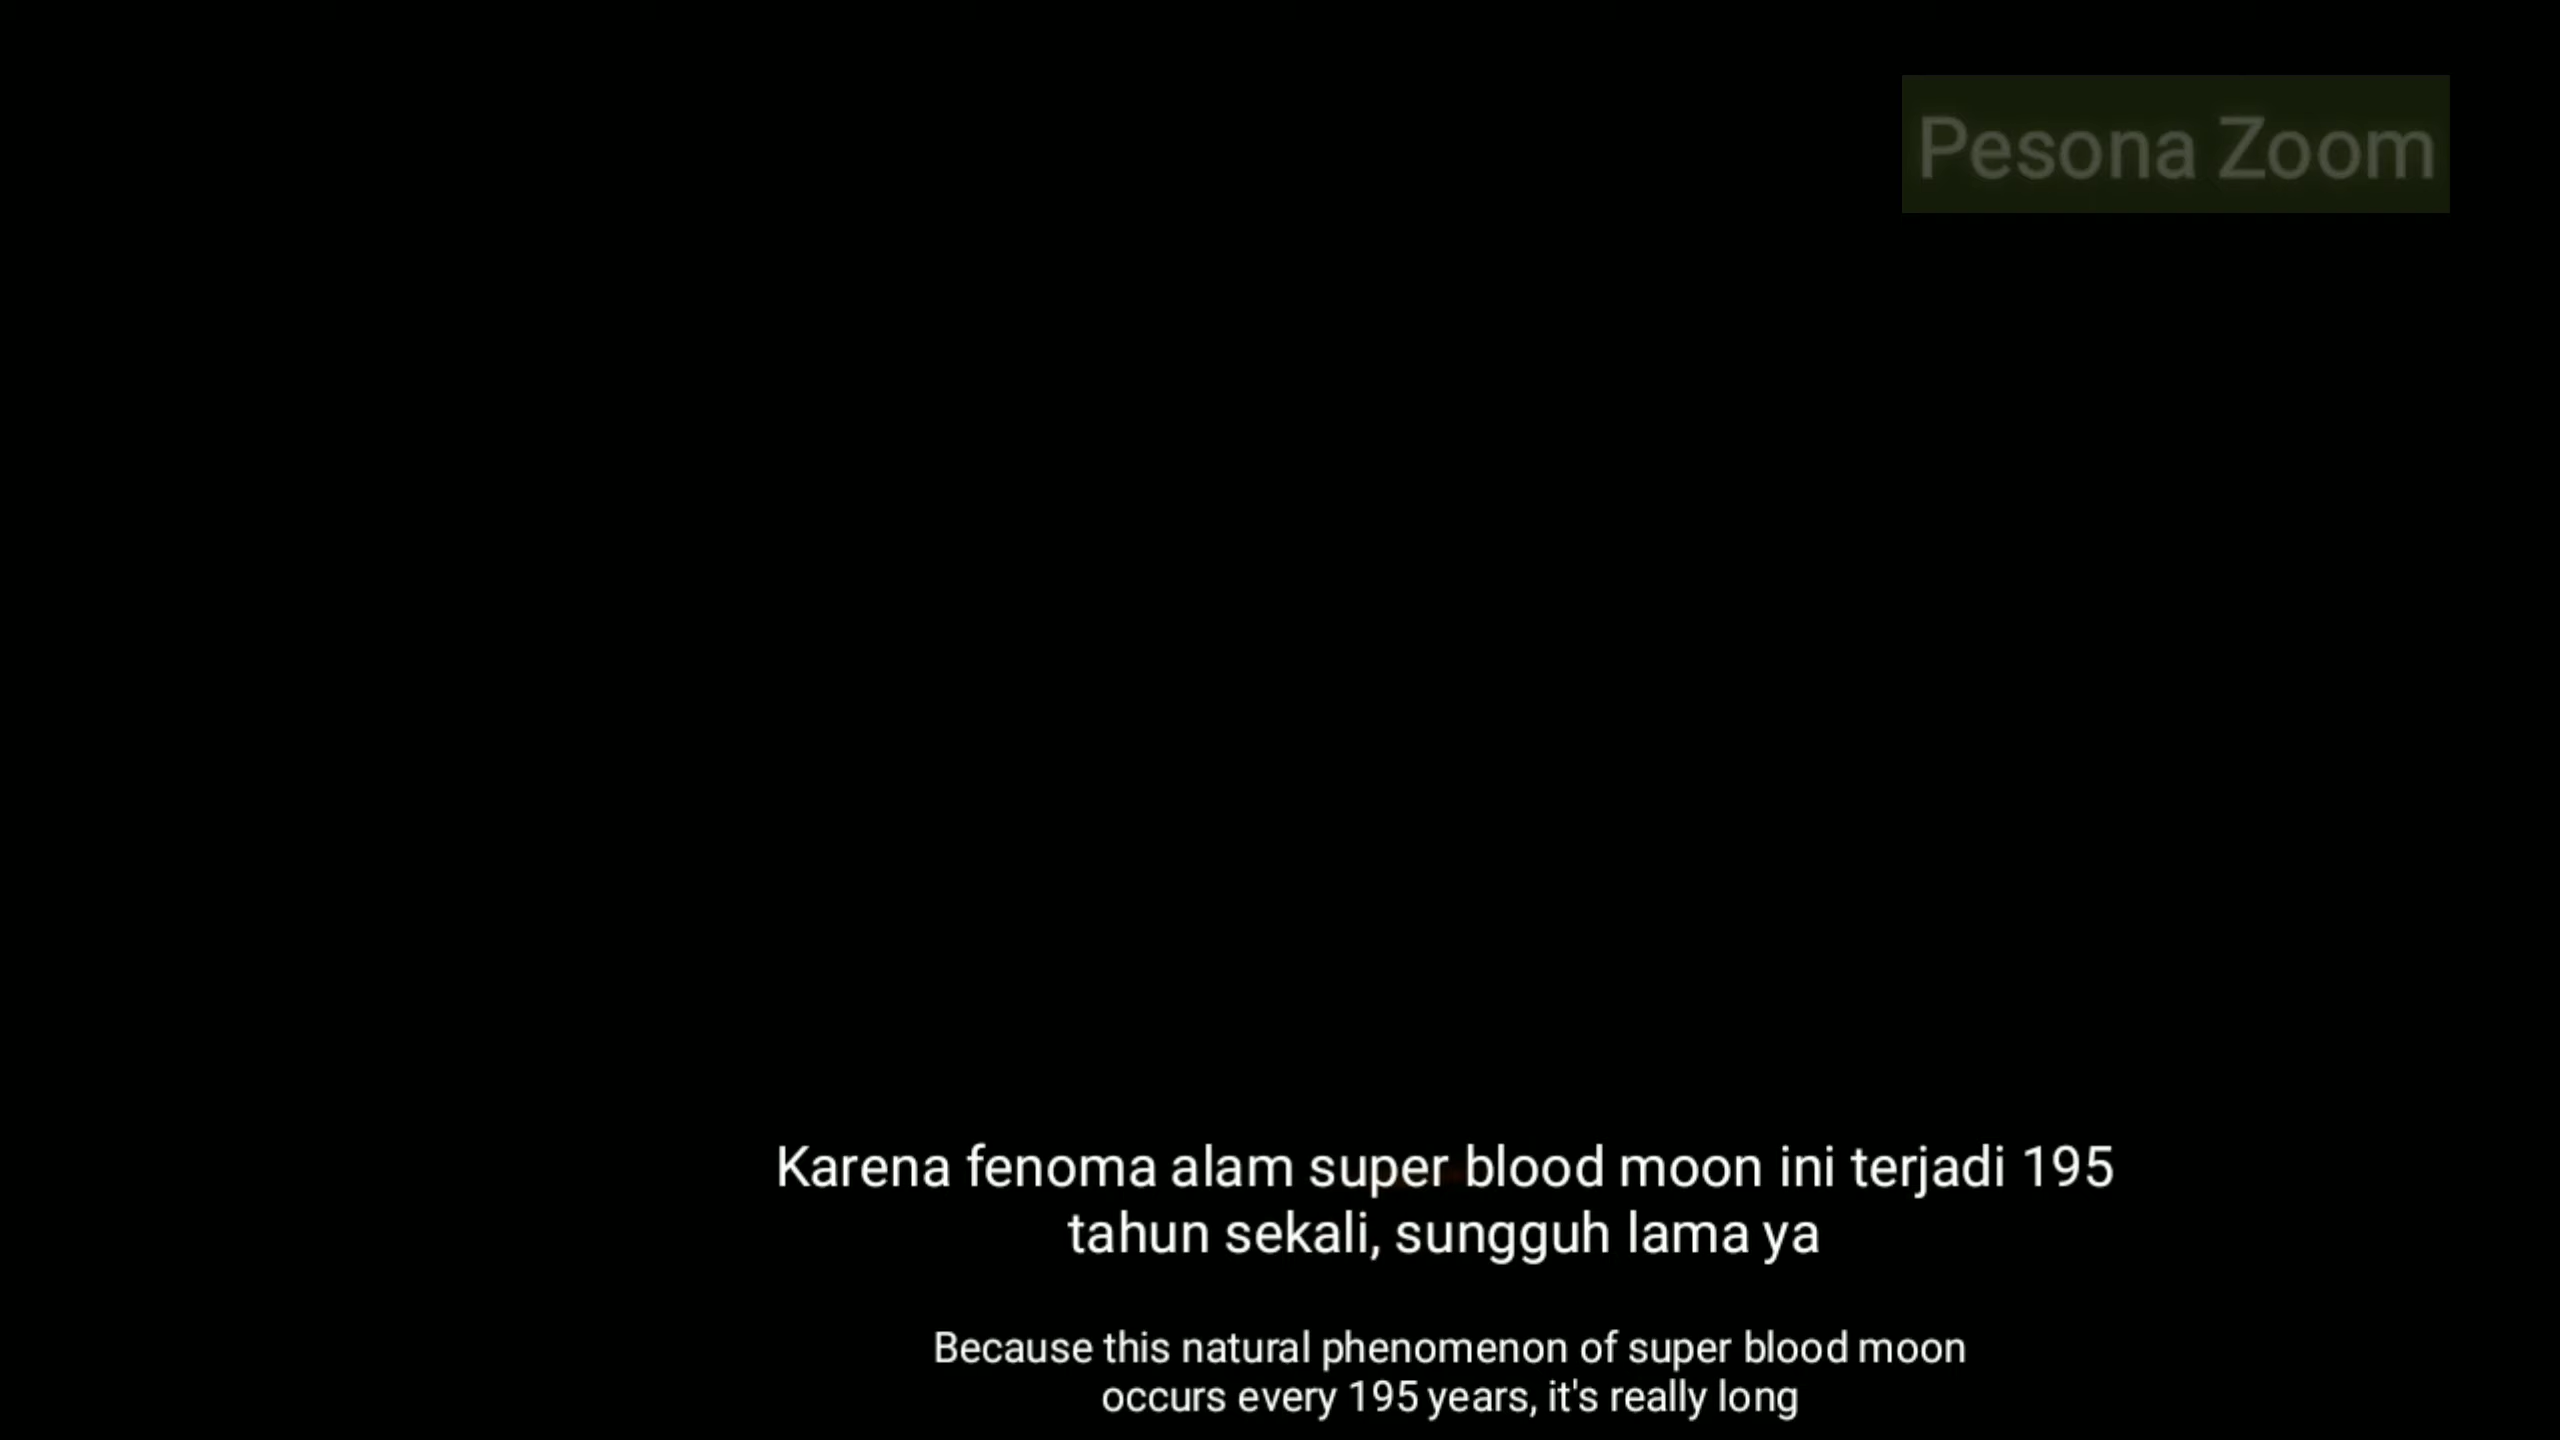 Pesona Zoom
Karena fenoma alam super blood moon ini terjadi 195
tahun sekali, sungguh lama ya
Because this natural phenomenon of super blood moon
occurs every 195 years, it's really long